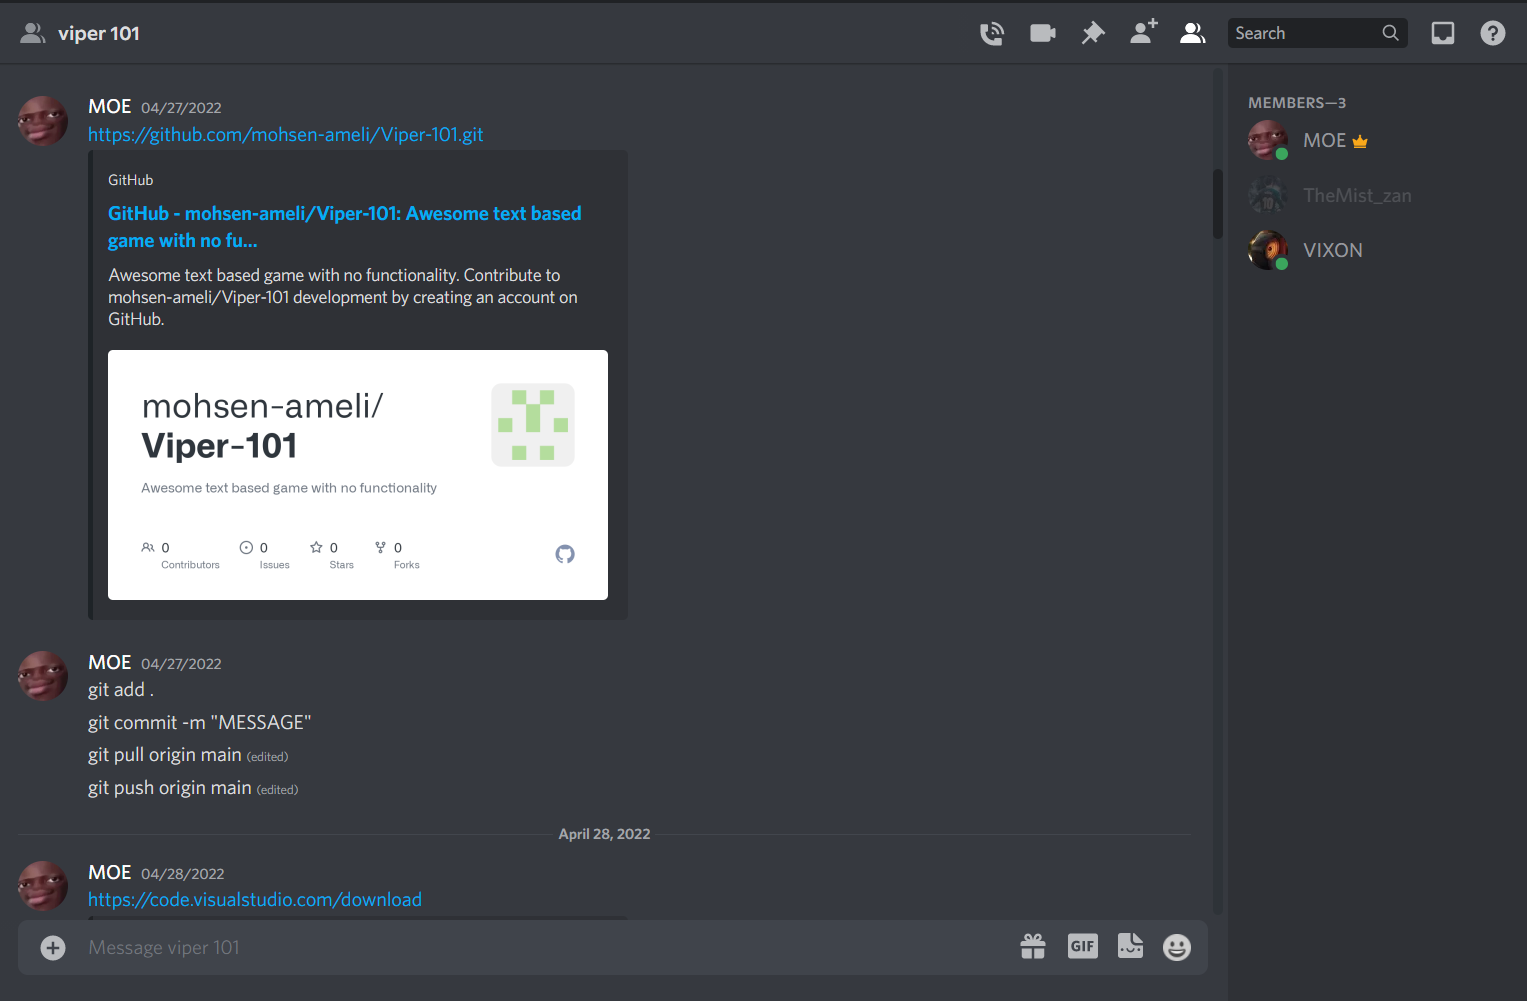 viper 101
Search
MOE 04/27/2022
https://github.com/mohsen-ameli/Viper-101.git
GitHub
GitHub - mohsen-ameli/Viper-101: Awesome text based
game with no fu...
Awesome text based game with no functionality. Contribute to
mohsen-ameli/Viper-101 development by creating an account on
GitHub.
mohsen-ameli/
Viper-101
Awesome text based game with no functionality
0 Contributors
0 Issues
0 Stars
0 Forks
MOE 04/27/2022
git add .
git commit -m "MESSAGE"
git pull origin main (edited)
git push origin main (edited)
April 28, 2022
MOE 04/28/2022
https://code.visualstudio.com/download
Message viper 101
GIF
MEMBERS—3
MOE
10
TheMist_zan
VIXON